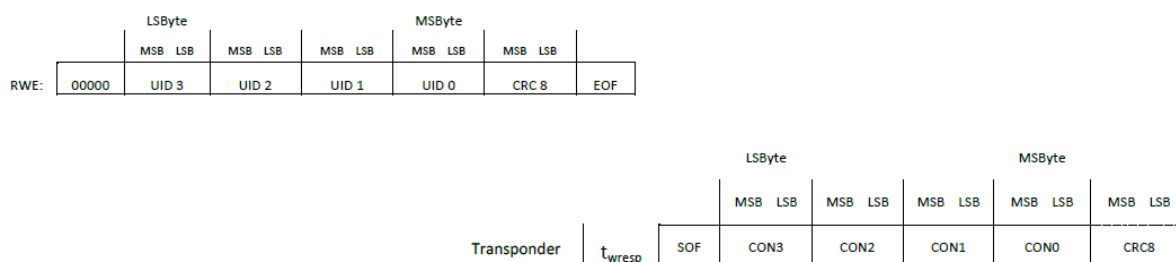 LSByte MSByte
MSB LSB MSB LSB MSB LSB MSB LSB MSB LSB
RWE: 00000 UID 3 UID 2 UID 1 UID 0 CRC 8 EOF
LSByte MSByte
MSB LSB MSB LSB MSB LSB MSB LSB MSB LSB
Transponder twresp SOF CON3 CON2 CON1 CON0 CRC8